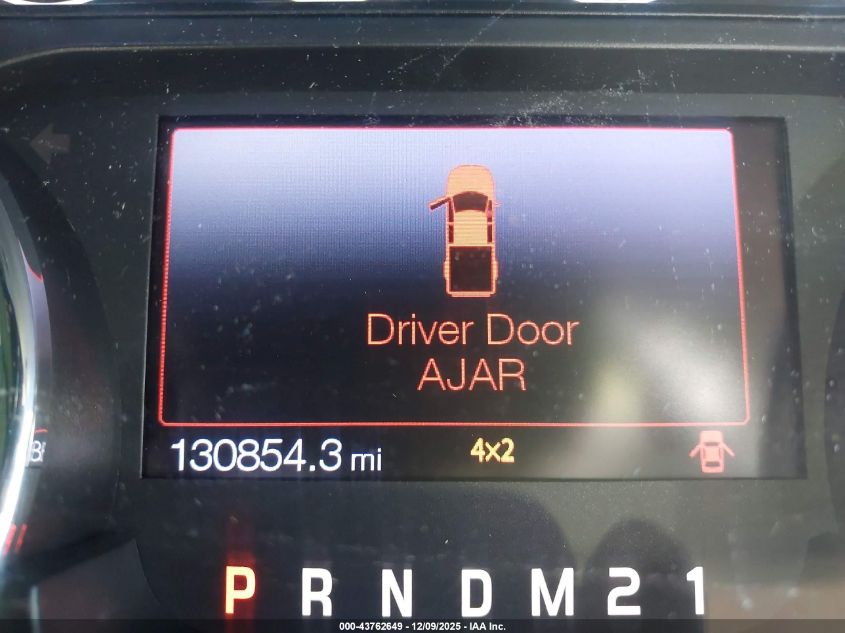 Driver Door
AJAR
130854.3 mi 4x2
P R N D M 2 1
000-43762649 - 12/09/2025 - IAA Inc.